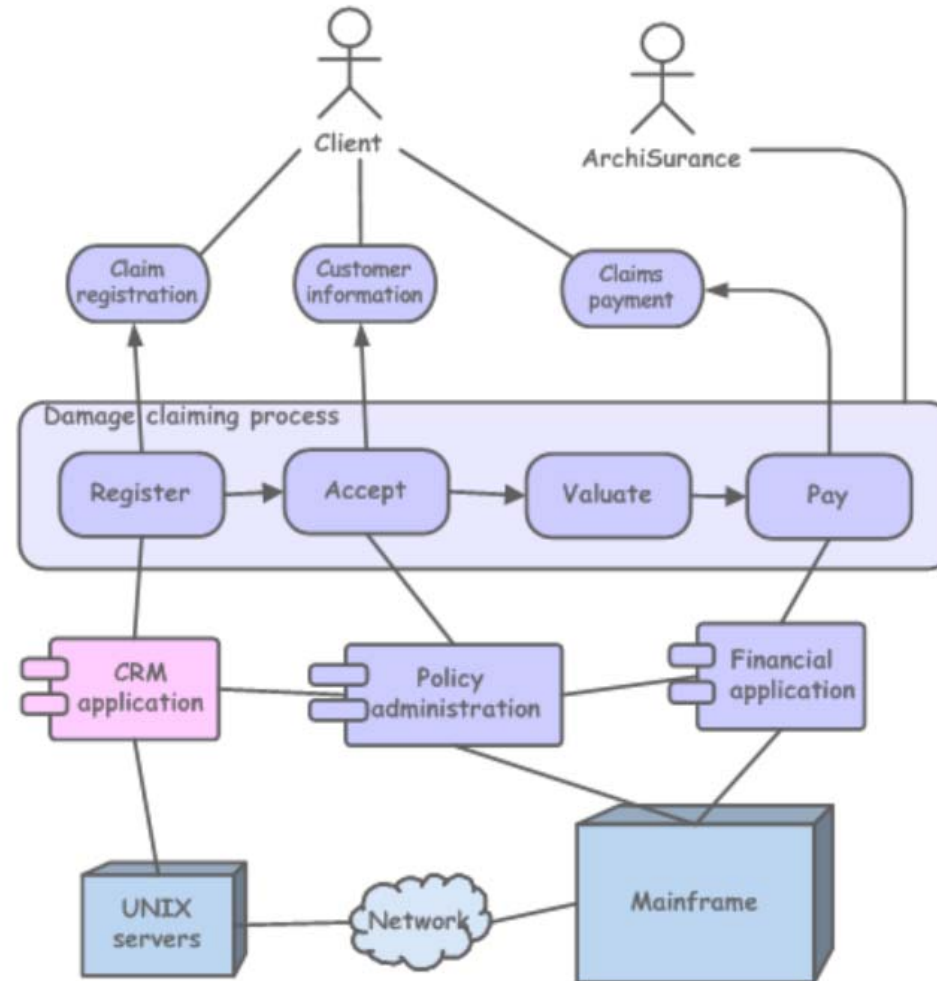 Client
ArchiSurance
Claim
registration
Customer
information
Claims
payment
Damage claiming process
Register
Accept
Valuate
Pay
CRM
application
Policy
administration
Financial
application
UNIX
servers
Network
Mainframe